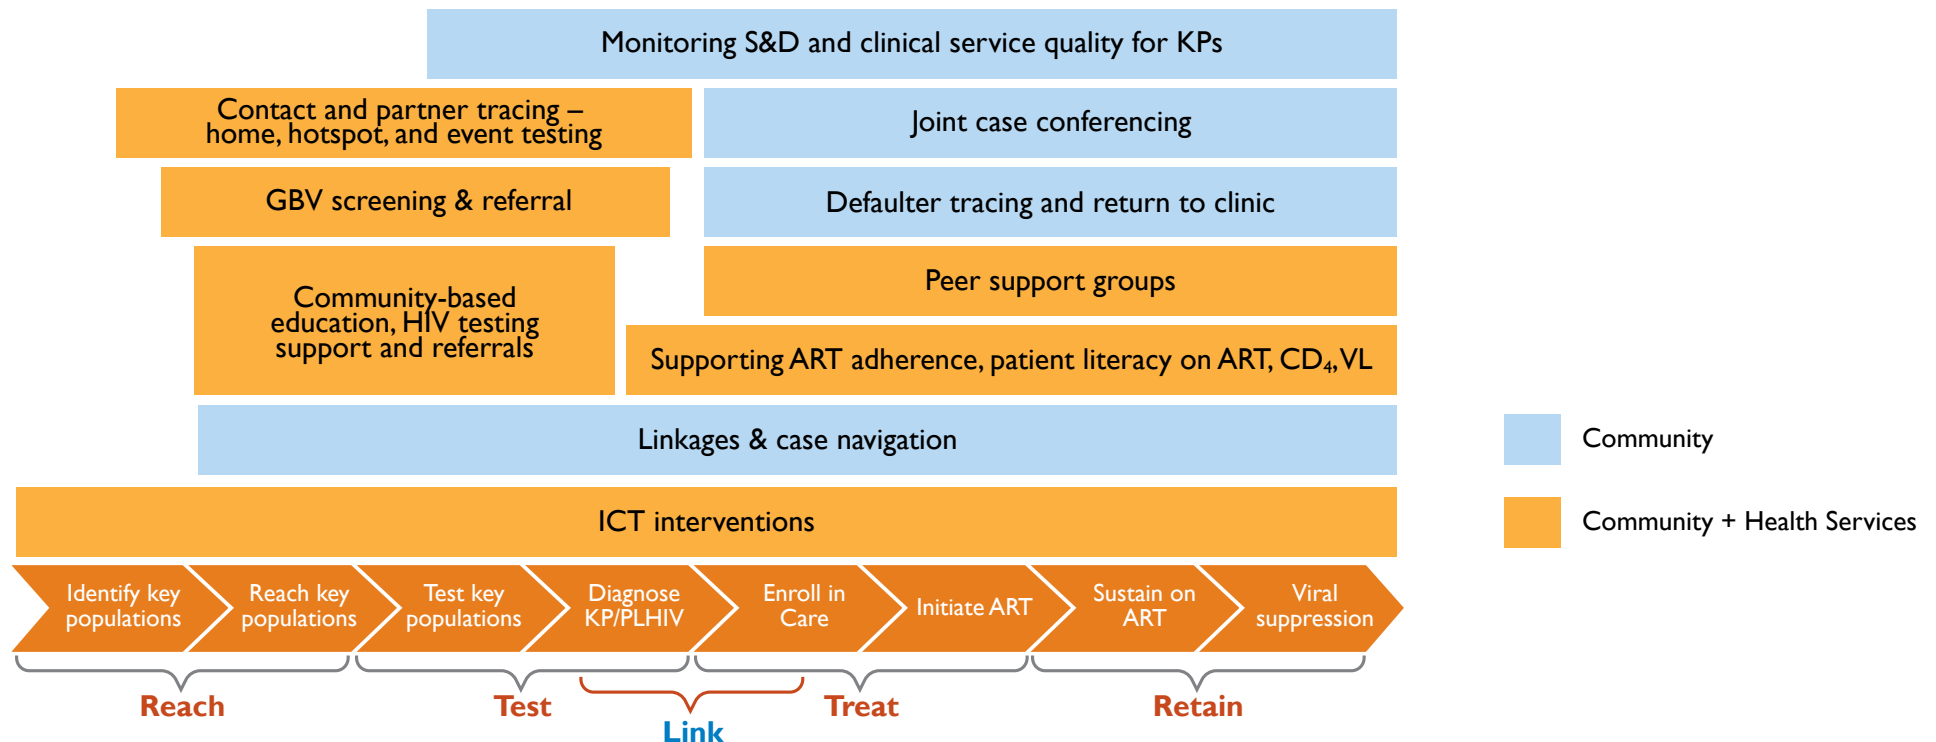 Monitoring S&D and clinical service quality for KPs
Contact and partner tracing –
home, hotspot, and event testing
Joint case conferencing
GBV screening & referral
Defaulter tracing and return to clinic
Community-based
education, HIV testing
support and referrals
Peer support groups
Supporting ART adherence, patient literacy on ART, CD₄, VL
Linkages & case navigation
ICT interventions
Community
Community + Health Services
Identify key
populations
Reach key
populations
Test key
populations
Diagnose
KP/PLHIV
Enroll in
Care
Initiate ART
Sustain on
ART
Viral
suppression
Reach
Test
Link
Treat
Retain